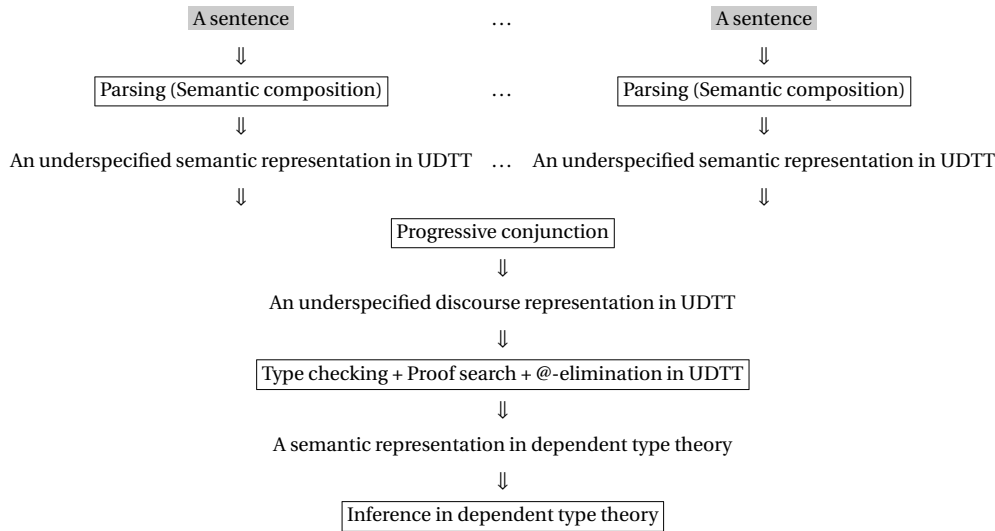 A sentence … A sentence
⇓ ⇓
Parsing (Semantic composition) … Parsing (Semantic composition)
⇓ ⇓
An underspecified semantic representation in UDTT … An underspecified semantic representation in UDTT
⇓ ⇓
Progressive conjunction
⇓
An underspecified discourse representation in UDTT
⇓
Type checking + Proof search + @-elimination in UDTT
⇓
A semantic representation in dependent type theory
⇓
Inference in dependent type theory